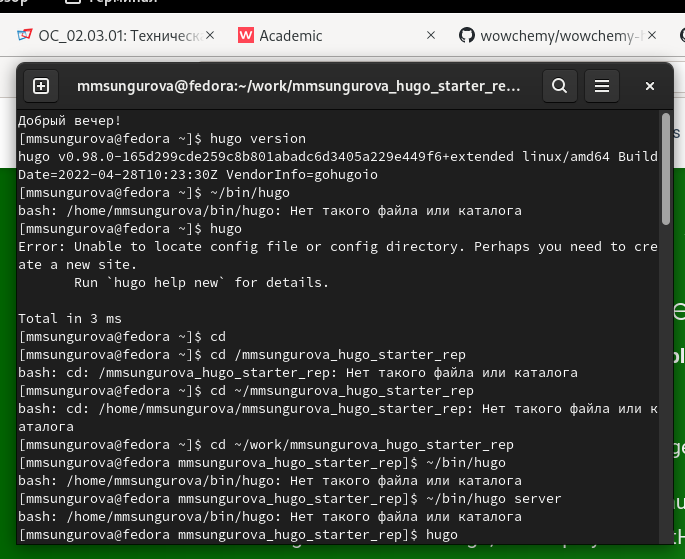 Терминал
ОС_02.03.01: Техническа
Academic
wowchemy/wowchemy-
mmsungurova@fedora:~/work/mmsungurova_hugo_starter_re...
Добрый вечер!
[mmsungurova@fedora ~]$ hugo version
hugo v0.98.0-165d299cde259c8b801abadc6d3405a229e449f6+extended linux/amd64 Build
Date=2022-04-28T10:23:30Z VendorInfo=gohugoio
[mmsungurova@fedora ~]$ ~/bin/hugo
bash: /home/mmsungurova/bin/hugo: Нет такого файла или каталога
[mmsungurova@fedora ~]$ hugo
Error: Unable to locate config file or config directory. Perhaps you need to cre
ate a new site.
Run `hugo help new` for details.
Total in 3 ms
[mmsungurova@fedora ~]$ cd
[mmsungurova@fedora ~]$ cd /mmsungurova_hugo_starter_rep
bash: cd: /mmsungurova_hugo_starter_rep: Нет такого файла или каталога
[mmsungurova@fedora ~]$ cd ~/mmsungurova_hugo_starter_rep
bash: cd: /home/mmsungurova/mmsungurova_hugo_starter_rep: Нет такого файла или к
аталога
[mmsungurova@fedora ~]$ cd ~/work/mmsungurova_hugo_starter_rep
[mmsungurova@fedora mmsungurova_hugo_starter_rep]$ ~/bin/hugo
bash: /home/mmsungurova/bin/hugo: Нет такого файла или каталога
[mmsungurova@fedora mmsungurova_hugo_starter_rep]$ ~/bin/hugo server
bash: /home/mmsungurova/bin/hugo: Нет такого файла или каталога
[mmsungurova@fedora mmsungurova_hugo_starter_rep]$ hugo